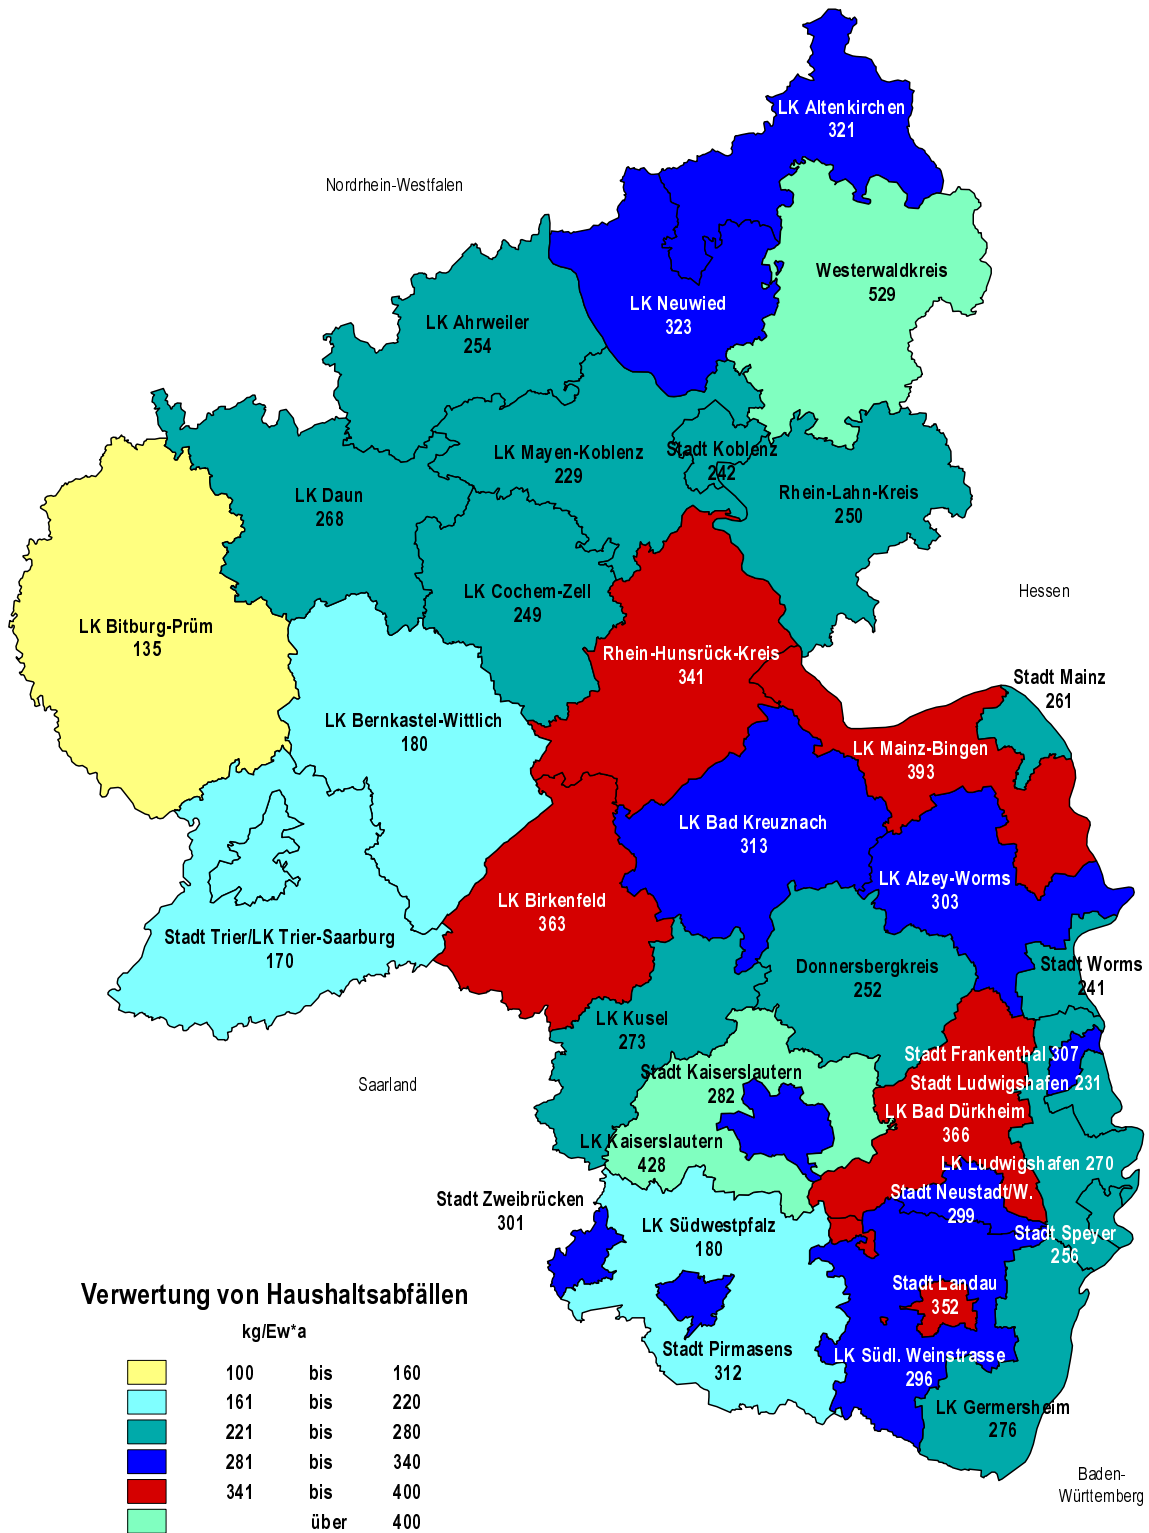 LK Altenkirchen
321
Nordrhein-Westfalen
Westerwaldkreis
529
LK Neuwied
323
LK Ahrweiler
254
LK Mayen-Koblenz
229
Stadt Koblenz
242
LK Daun
268
Rhein-Lahn-Kreis
250
LK Cochem-Zell
249
Hessen
LK Bitburg-Prüm
135
Rhein-Hunsrück-Kreis
341
Stadt Mainz
261
LK Bernkastel-Wittlich
180
LK Mainz-Bingen
393
LK Bad Kreuznach
313
LK Alzey-Worms
303
LK Birkenfeld
363
Stadt Trier/LK Trier-Saarburg
170
Donnersbergkreis
252
Stadt Worms
241
LK Kusel
273
Stadt Frankenthal 307
Stadt Kaiserslautern
282
Saarland
Stadt Ludwigshafen 231
LK Bad Dürkheim
366
LK Kaiserslautern
428
LK Ludwigshafen 270
Stadt Neustadt/W.
299
Stadt Zweibrücken
301
LK Südwestpfalz
180
Stadt Speyer
256
Stadt Landau
352
Stadt Pirmasens
312
LK Südl. Weinstrasse
296
LK Germersheim
276
Baden-
Württemberg
Verwertung von Haushaltsabfällen
kg/Ew*a
100 bis 160
161 bis 220
221 bis 280
281 bis 340
341 bis 400
über 400